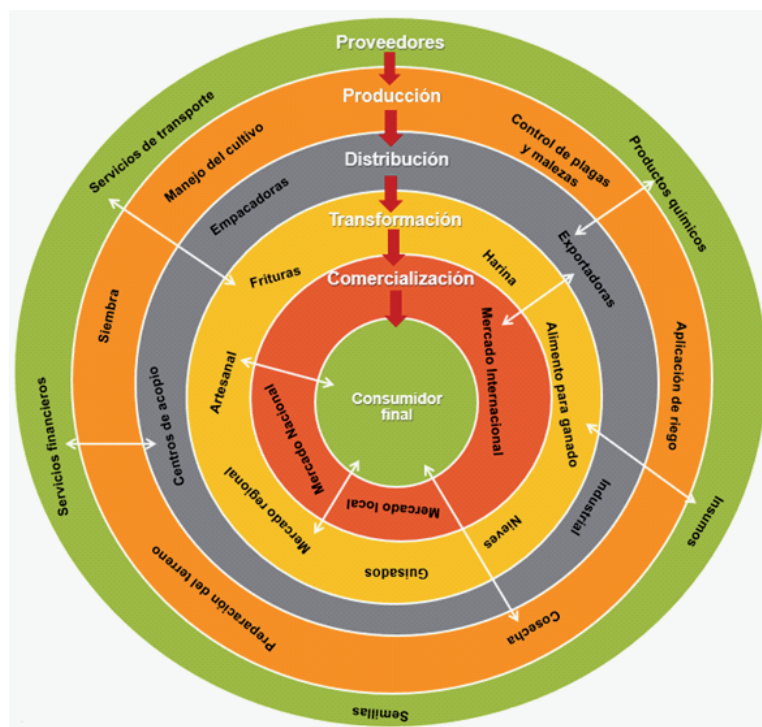 Proveedores
Servicios de transporte
Productos químicos
Servicios financieros
Insumos
Semillas
Producción
Manejo del cultivo
Control de plagas
y malezas
Siembra
Aplicación de riego
Preparación del terreno
Cosecha
Distribución
Empacadoras
Exportadoras
Centros de acopio
Industrial
Transformación
Frituras
Harina
Artesanal
Alimento para ganado
Mercado regional
Nieves
Guisados
Comercialización
Mercado Internacional
Mercado Nacional
Mercado local
Consumidor
final